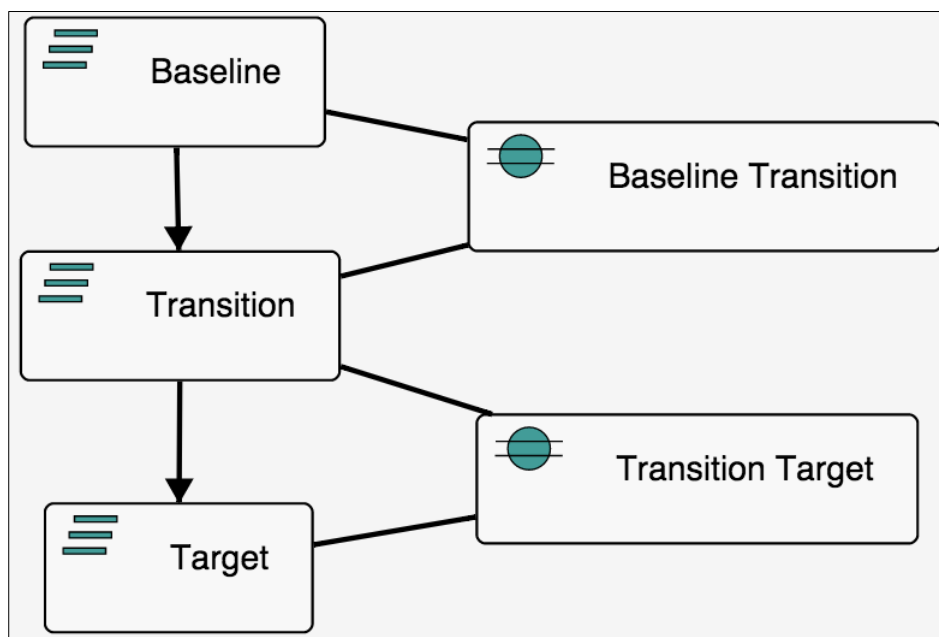 Baseline
Baseline Transition
Transition
Transition Target
Target